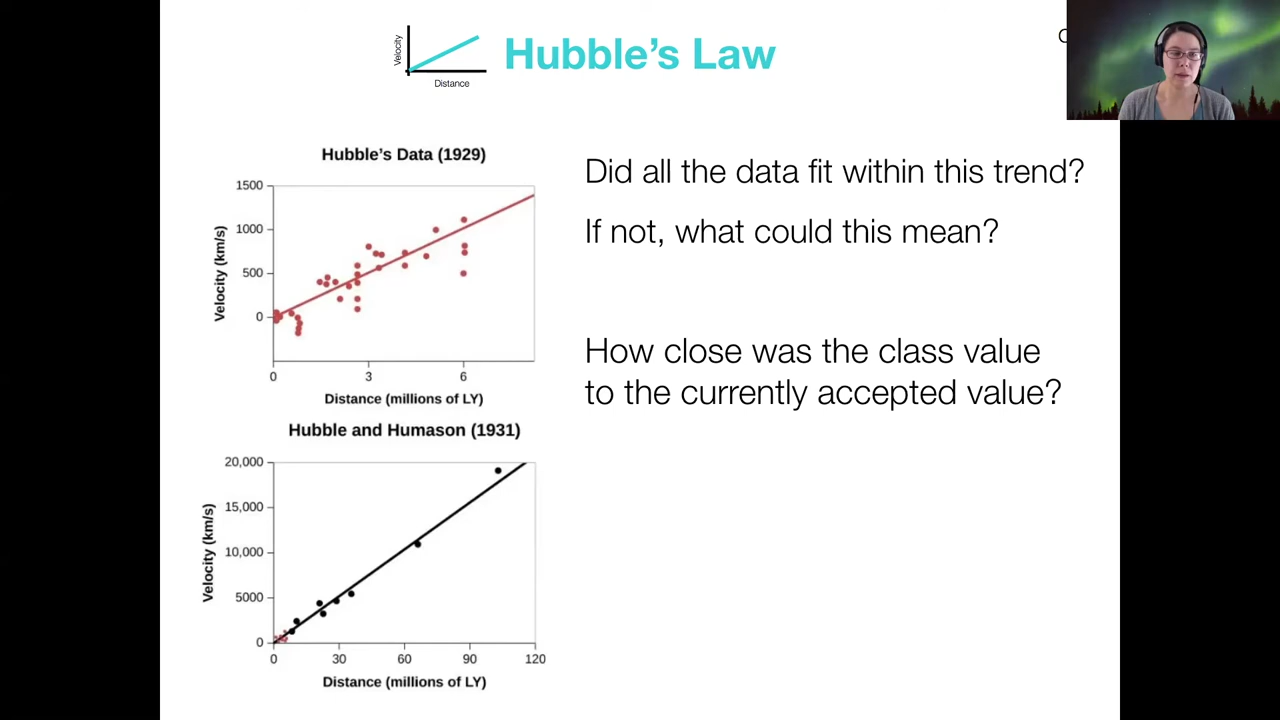 Velocity
Distance
Hubble's Law
Hubble's Data (1929)
1500
1000
500
0
Velocity (km/s)
0 3 6
Distance (millions of LY)
Hubble and Humason (1931)
20,000
15,000
10,000
5000
0
Velocity (km/s)
0 30 60 90 120
Distance (millions of LY)
Did all the data fit within this trend?
If not, what could this mean?
How close was the class value
to the currently accepted value?